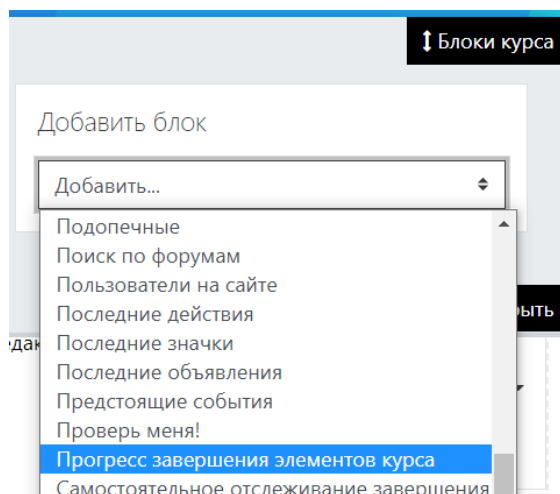 Блоки курса
Добавить блок
Добавить...
Подопечные
Поиск по форумам
Пользователи на сайте
Последние действия
Последние значки
Последние объявления
Предстоящие события
Проверь меня!
Прогресс завершения элементов курса
Самостоятельное отслеживание завершения